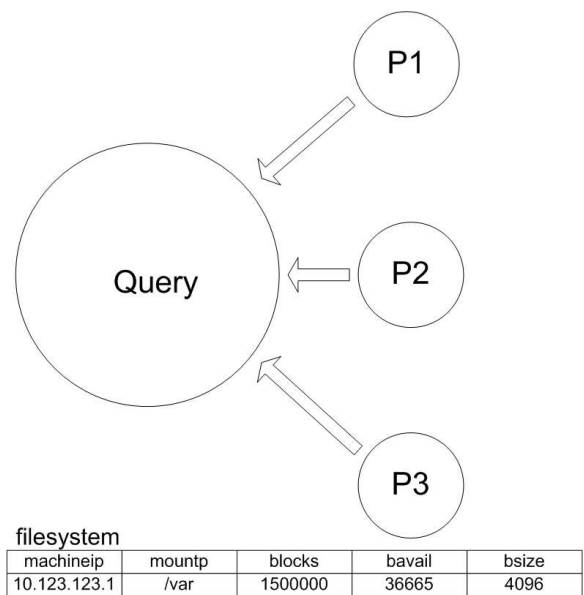 P1
Query
P2
P3
filesystem
machineip mountp blocks bavail bsize
10.123.123.1 /var 1500000 36665 4096